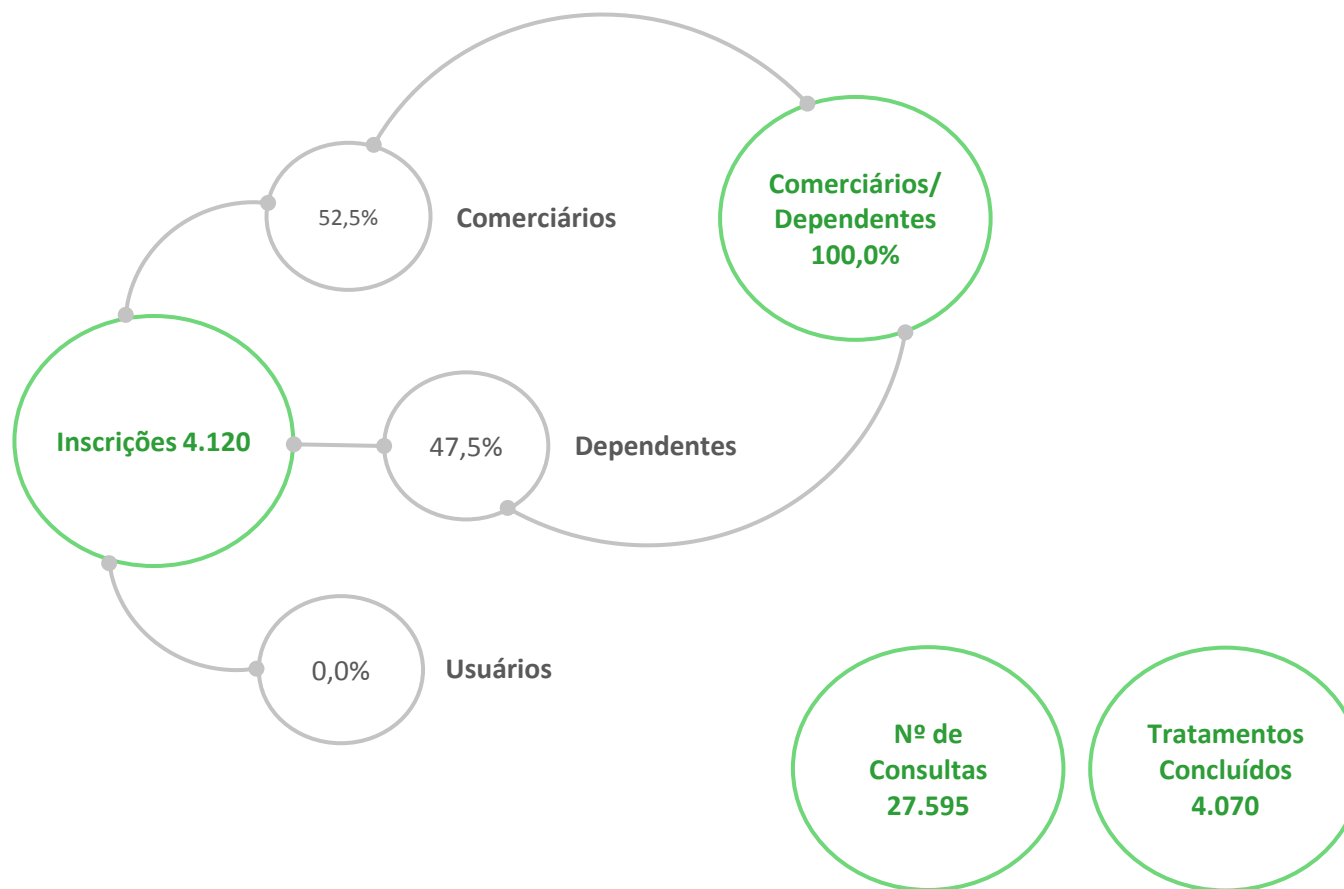 Comerciários/
Dependentes
100,0%
52,5%
Comerciários
Inscrições 4.120
47,5%
Dependentes
0,0%
Usuários
Nº de
Consultas
27.595
Tratamentos
Concluídos
4.070